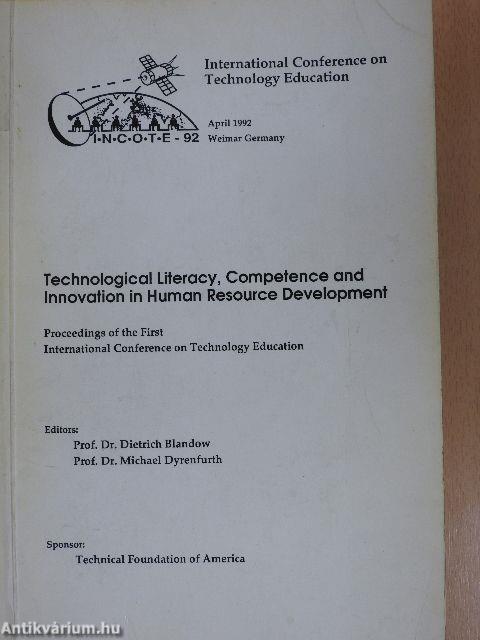 International Conference on
Technology Education
April 1992
I•N•C•O•T•E - 92 Weimar Germany
Technological Literacy, Competence and
Innovation in Human Resource Development
Proceedings of the First
International Conference on Technology Education
Editors:
Prof. Dr. Dietrich Blandow
Prof. Dr. Michael Dyrenfurth
Sponsor:
Technical Foundation of America
Antikvárium.hu